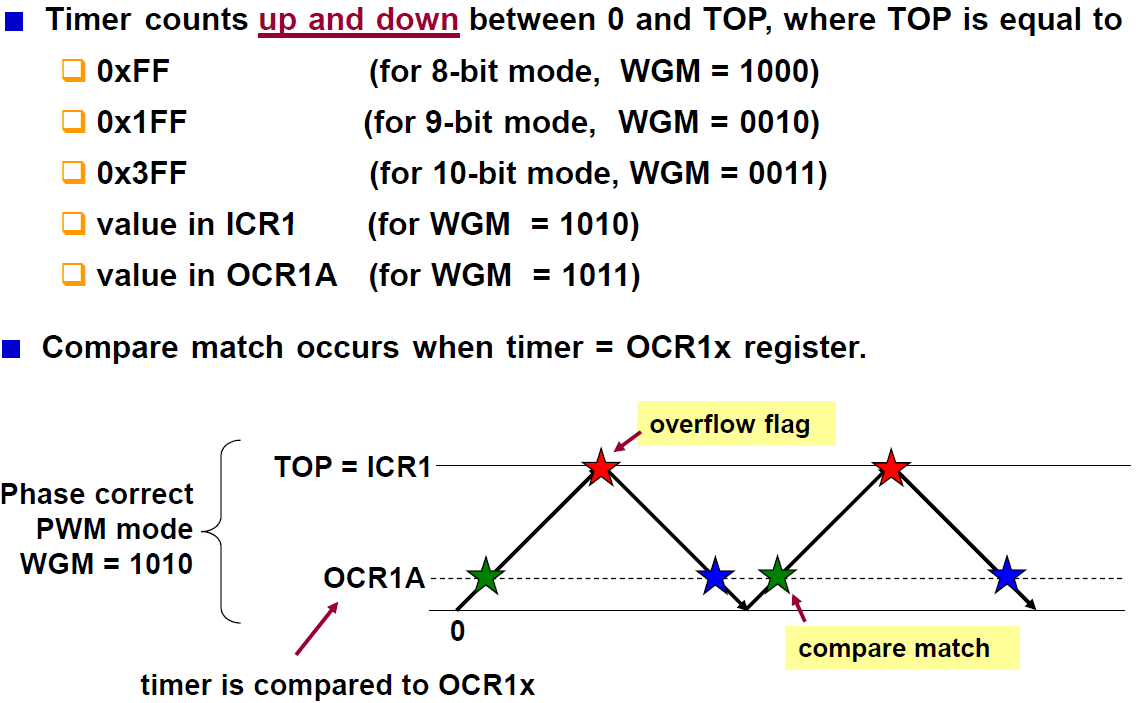 Timer counts up and down between 0 and TOP, where TOP is equal to
0xFF (for 8-bit mode, WGM = 1000)
0x1FF (for 9-bit mode, WGM = 0010)
0x3FF (for 10-bit mode, WGM = 0011)
value in ICR1 (for WGM = 1010)
value in OCR1A (for WGM = 1011)
Compare match occurs when timer = OCR1x register.
overflow flag
TOP = ICR1
Phase correct
PWM mode
WGM = 1010
OCR1A
0
compare match
timer is compared to OCR1x